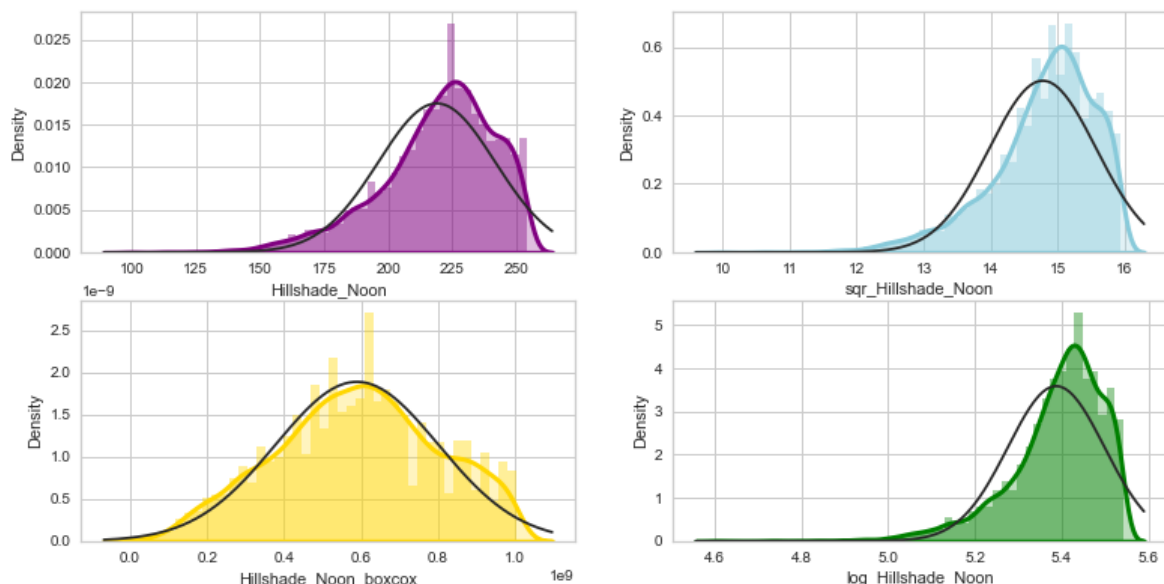 Density
0.025
0.020
0.015
0.010
0.005
0.000
100 125 150 175 200 225 250
Hillshade_Noon
Density
0.6
0.4
0.2
0.0
10 11 12 13 14 15 16
sqr_Hillshade_Noon
1e−9
Density
2.5
2.0
1.5
1.0
0.5
0.0
0.0 0.2 0.4 0.6 0.8 1.0
Hillshade_Noon_boxcox
1e9
Density
5
4
3
2
1
0
4.6 4.8 5.0 5.2 5.4 5.6
log_Hillshade_Noon